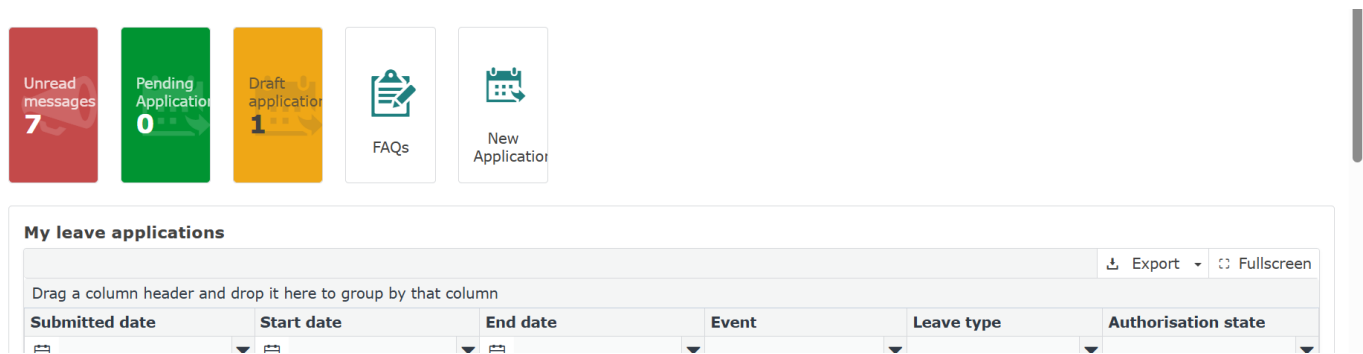 Unread
messages
7
Pending
Application
0
Draft
application
1
FAQs
New
Application
My leave applications
Export
Fullscreen
Drag a column header and drop it here to group by that column
Submitted date Start date End date Event Leave type Authorisation state